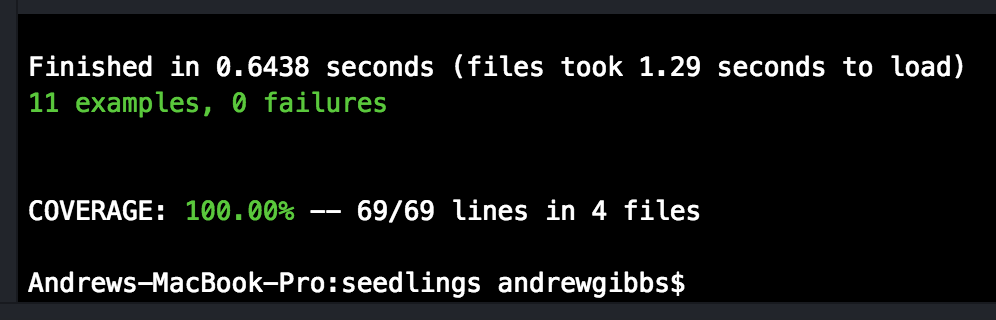 Finished in 0.6438 seconds (files took 1.29 seconds to load)
11 examples, 0 failures
COVERAGE: 100.00% -- 69/69 lines in 4 files
Andrews-MacBook-Pro:seedlings andrewgibbs$